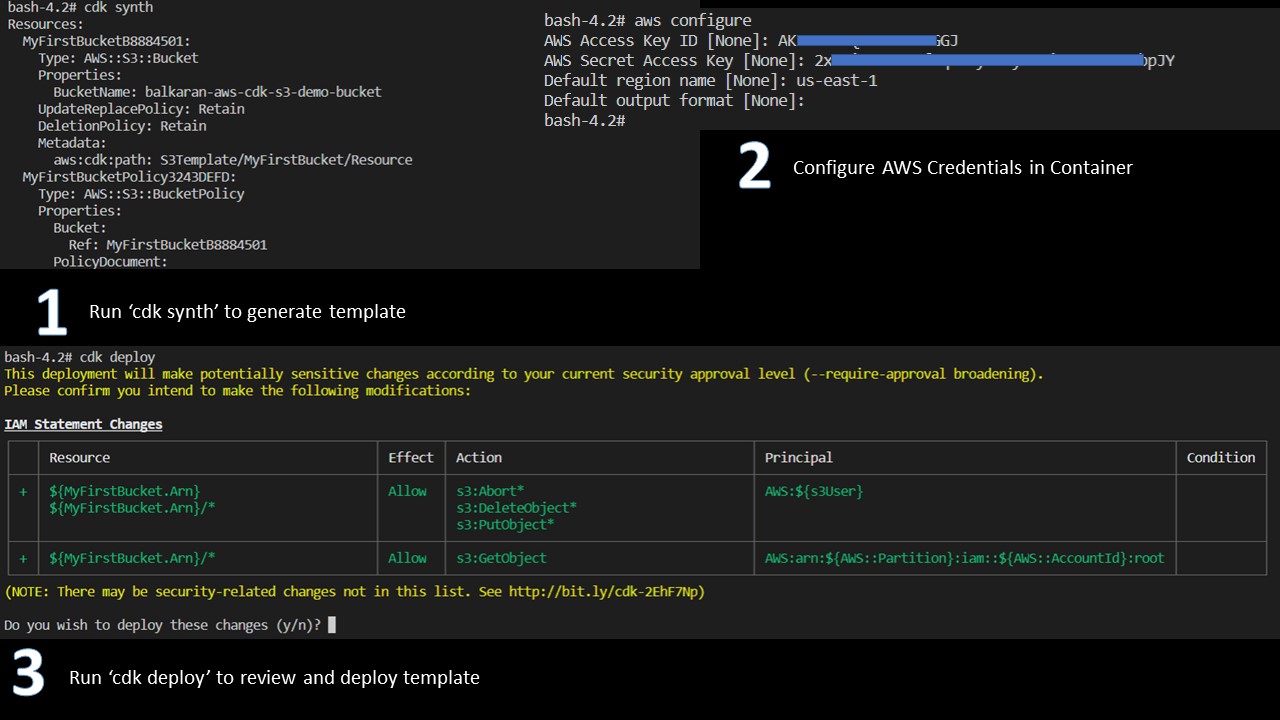 bash-4.2# cdk synth
Resources:
MyFirstBucketB8884501:
Type: AWS::S3::Bucket
Properties:
BucketName: balkaran-aws-cdk-s3-demo-bucket
UpdateReplacePolicy: Retain
DeletionPolicy: Retain
Metadata:
aws:cdk:path: S3Template/MyFirstBucket/Resource
MyFirstBucketPolicy3243DEFD:
Type: AWS::S3::BucketPolicy
Properties:
Bucket:
Ref: MyFirstBucketB8884501
PolicyDocument:
1 Run ‘cdk synth’ to generate template
bash-4.2# aws configure
AWS Access Key ID [None]: AK GGJ
AWS Secret Access Key [None]: 2x pJY
Default region name [None]: us-east-1
Default output format [None]:
bash-4.2#
2 Configure AWS Credentials in Container
bash-4.2# cdk deploy
This deployment will make potentially sensitive changes according to your current security approval level (--require-approval broadening).
Please confirm you intend to make the following modifications:
IAM Statement Changes
Resource Effect Action Principal Condition
+ ${MyFirstBucket.Arn} Allow s3:Abort* AWS:${s3User}
${MyFirstBucket.Arn}/* s3:DeleteObject*
s3:PutObject*
+ ${MyFirstBucket.Arn}/* Allow s3:GetObject AWS:arn:${AWS::Partition}:iam::${AWS::AccountId}:root
(NOTE: There may be security-related changes not in this list. See http://bit.ly/cdk-2EhF7Np)
Do you wish to deploy these changes (y/n)?
3 Run ‘cdk deploy’ to review and deploy template